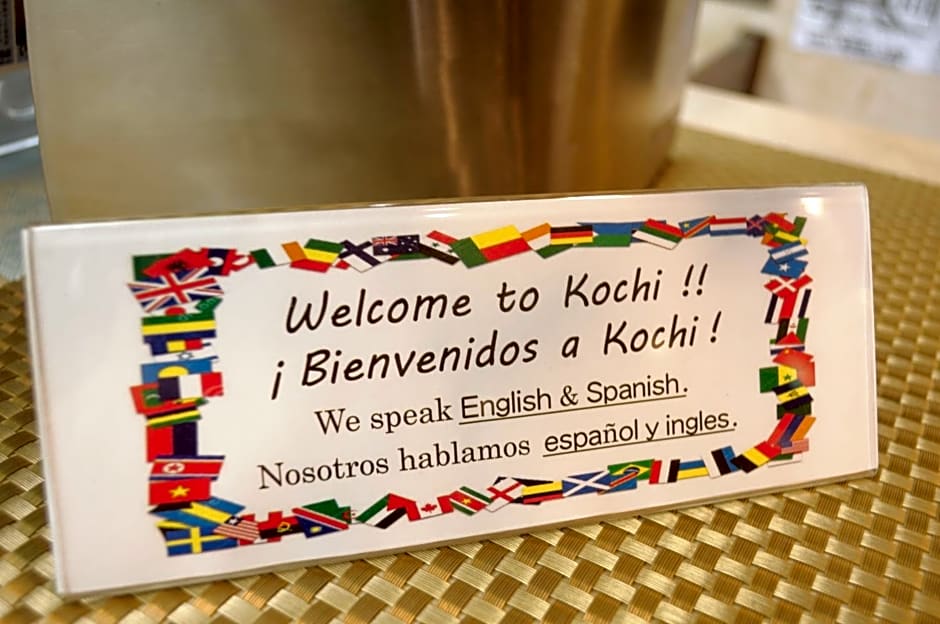 Welcome to Kochi !!
¡Bienvenidos a Kochi!
We speak English & Spanish.
Nosotros hablamos español y ingles.